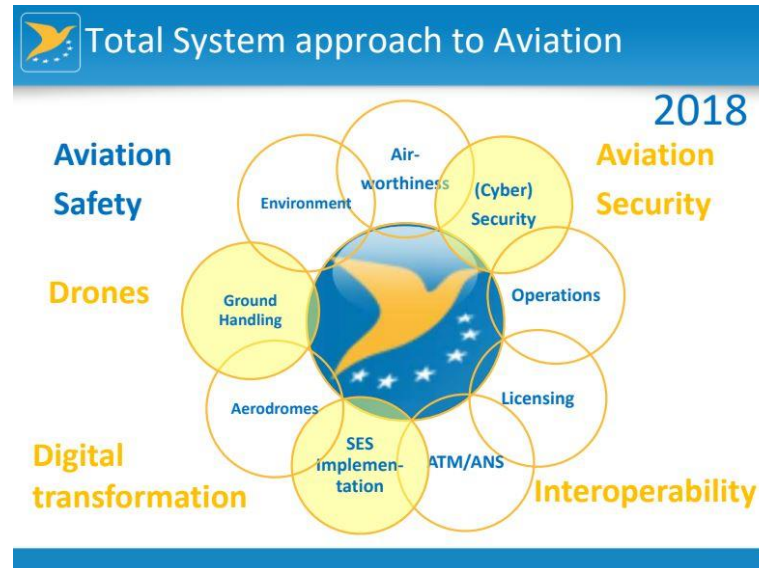 Total System approach to Aviation
2018
Aviation
Safety
Aviation
Security
Air-
worthiness
(Cyber)
Security
Environment
Operations
Drones
Ground
Handling
Licensing
Aerodromes
SES
implemen-
tation
ATM/ANS
Digital
transformation
Interoperability